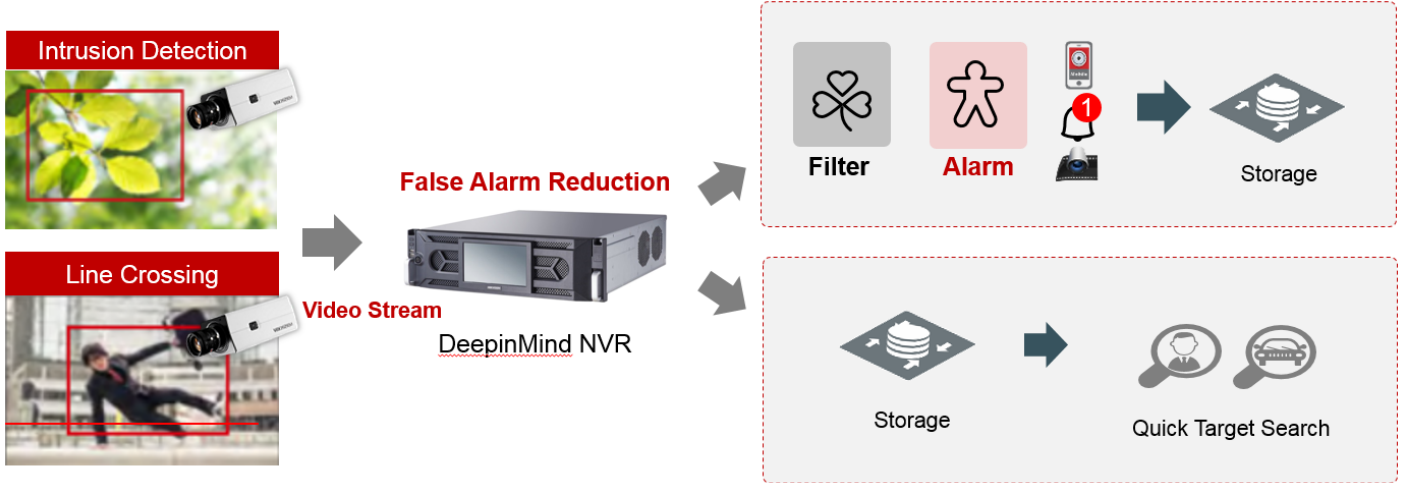 Intrusion Detection
Line Crossing
Video Stream
False Alarm Reduction
DeepinMind NVR
Filter
Alarm
Mobile
1
Storage
Storage
Quick Target Search